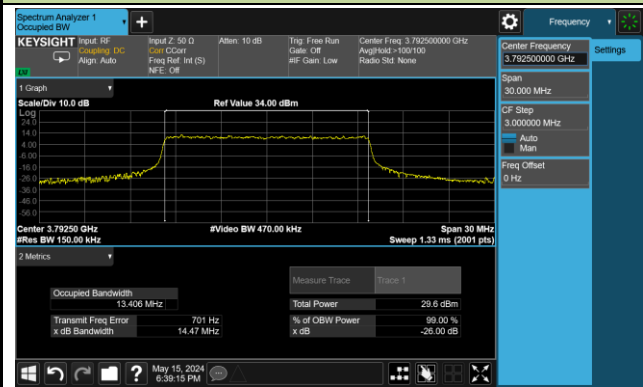 Spectrum Analyzer 1
Occupied BW
Frequency
KEYSIGHT Input: RF
Coupling: DC
Align: Auto
Input Z: 50 Ω
Corr CCorr
Freq Ref: Int (S)
NFE: Off
Atten: 10 dB
Trig: Free Run
Gate: Off
#IF Gain: Low
Center Freq: 3.792500000 GHz
Avg|Hold:>100/100
Radio Std: None
LXI
Center Frequency
3.792500000 GHz
Settings
Span
30.000 MHz
CF Step
3.000000 MHz
Auto
Man
Freq Offset
0 Hz
1 Graph
Scale/Div 10.0 dB
Ref Value 34.00 dBm
Log
24.0
14.0
4.00
-6.00
-16.0
-26.0
-36.0
-46.0
-56.0
Center 3.79250 GHz
#Video BW 470.00 kHz
Span 30 MHz
#Res BW 150.00 kHz
Sweep 1.33 ms (2001 pts)
2 Metrics
Measure Trace Trace 1
Occupied Bandwidth
13.406 MHz
Total Power 29.6 dBm
Transmit Freq Error 701 Hz
% of OBW Power 99.00 %
x dB Bandwidth 14.47 MHz
x dB -26.00 dB
?
May 15, 2024
6:39:15 PM